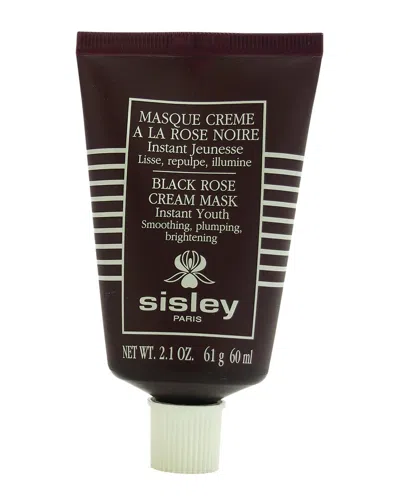 MASQUE CREME
A LA ROSE NOIRE
Instant Jeunesse
Lisse, repulpe, illumine
BLACK ROSE
CREAM MASK
Instant Youth
Smoothing, plumping,
brightening
sisley
PARIS
NET WT. 2.1 OZ. 61 g 60 ml